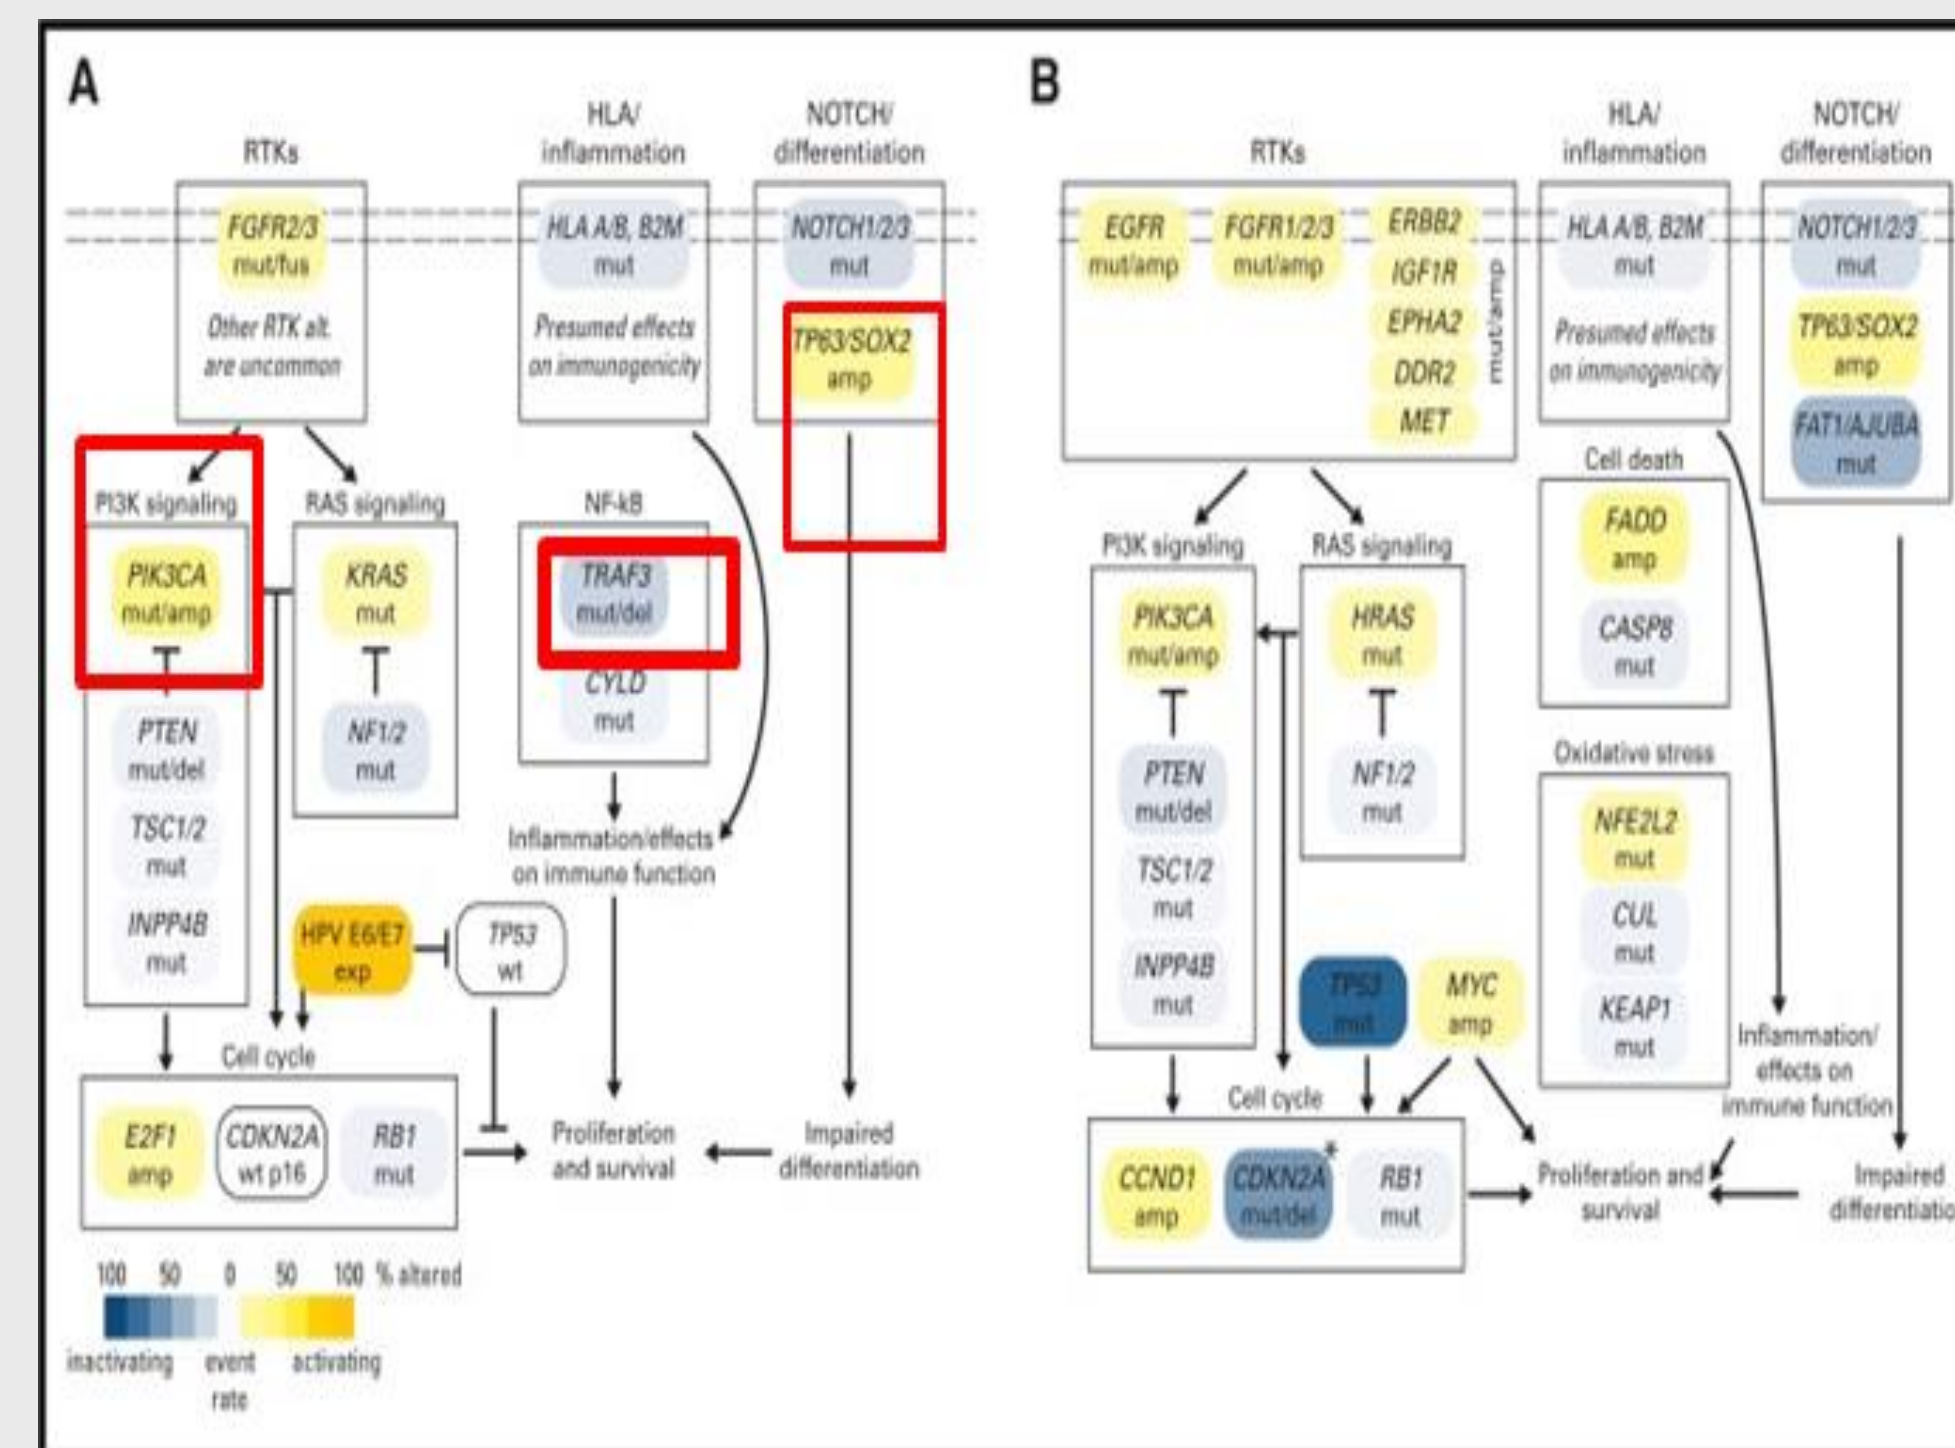 A
RTKs
HLA/
inflammation
NOTCH/
differentiation
FGFR2/3
mut/fus
Other RTK alt.
are uncommon
HLA A/B, B2M
mut
Presumed effects
on immunogenicity
NOTCH1/2/3
mut
TP63/SOX2
amp
PI3K signaling
PIK3CA
mut/amp
PTEN
mut/del
TSC1/2
mut
INPP4B
mut
RAS signaling
KRAS
mut
NF1/2
mut
NF-kB
TRAF3
mut/del
CYLD
mut
Inflammation/effects
on immune function
HPV E6/E7
exp
TP53
wt
Cell cycle
E2F1
amp
CDKN2A
wt p16
RB1
mut
Proliferation
and survival
Impaired
differentiation
100 50 0 50 100 % altered
inactivating event activating
rate
B
RTKs
HLA/
inflammation
NOTCH/
differentiation
EGFR
mut/amp
FGFR1/2/3
mut/amp
ERBB2
IGF1R
EPHA2
DDR2
MET
mut/amp
HLA A/B, B2M
mut
Presumed effects
on immunogenicity
NOTCH1/2/3
mut
TP63/SOX2
amp
FAT1/AJUBA
mut
PI3K signaling
PIK3CA
mut/amp
PTEN
mut/del
TSC1/2
mut
INPP4B
mut
RAS signaling
HRAS
mut
NF1/2
mut
Cell death
FADD
amp
CASP8
mut
Oxidative stress
NFE2L2
mut
CUL
mut
KEAP1
mut
TP53
mut
MYC
amp
Inflammation/
effects on
immune function
Cell cycle
CCND1
amp
CDKN2A*
mut/del
RB1
mut
Proliferation and
survival
Impaired
differentiatio